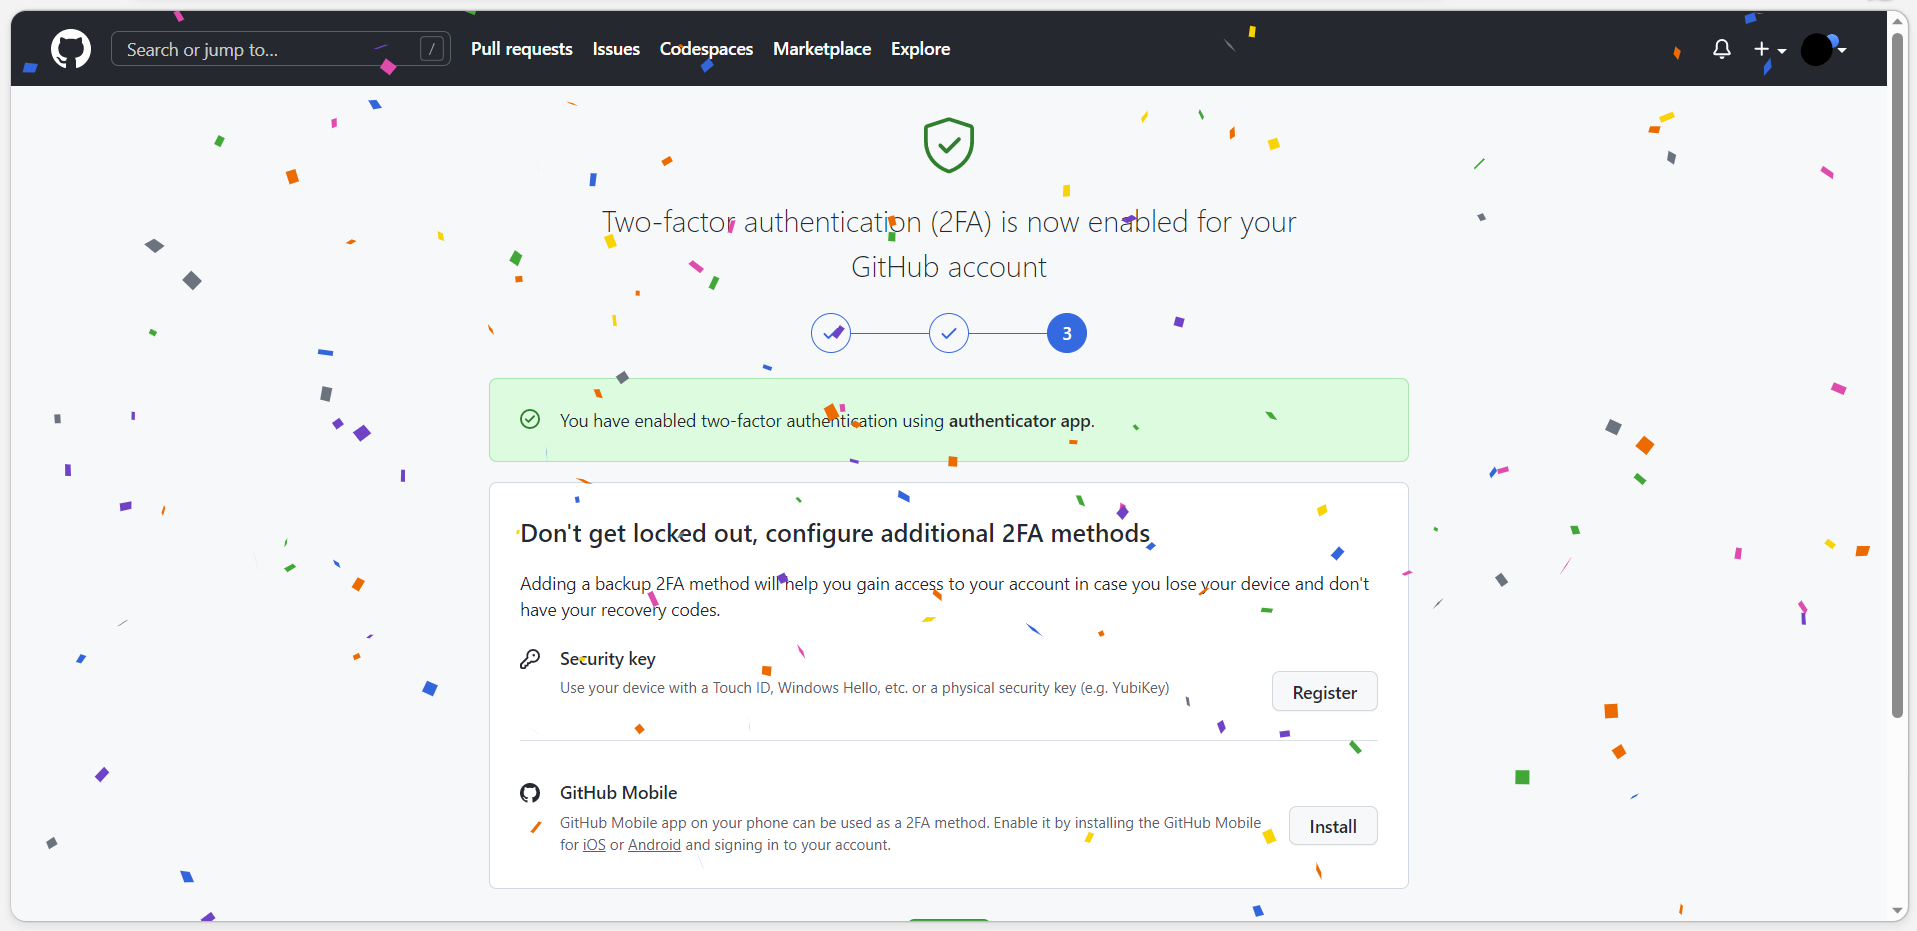 Search or jump to... / Pull requests Issues Codespaces Marketplace Explore
Two-factor authentication (2FA) is now enabled for your
GitHub account
3
You have enabled two-factor authentication using authenticator app.
Don't get locked out, configure additional 2FA methods
Adding a backup 2FA method will help you gain access to your account in case you lose your device and don't
have your recovery codes.
Security key
Use your device with a Touch ID, Windows Hello, etc. or a physical security key (e.g. YubiKey)
Register
GitHub Mobile
GitHub Mobile app on your phone can be used as a 2FA method. Enable it by installing the GitHub Mobile
for iOS or Android and signing in to your account.
Install